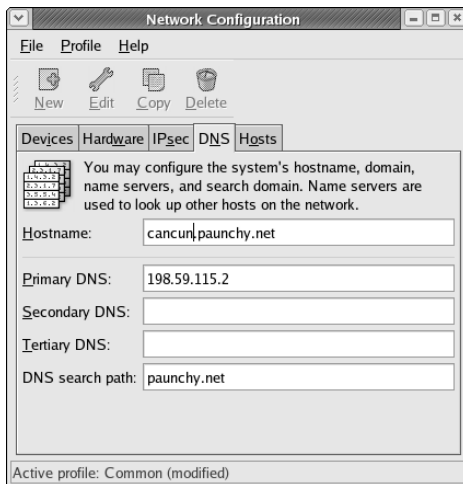 Network Configuration
File Profile Help
New Edit Copy Delete
Devices Hardware IPsec DNS Hosts
You may configure the system's hostname, domain,
name servers, and search domain. Name servers are
used to look up other hosts on the network.
Hostname: cancun.paunchy.net
Primary DNS: 198.59.115.2
Secondary DNS:
Tertiary DNS:
DNS search path: paunchy.net
Active profile: Common (modified)